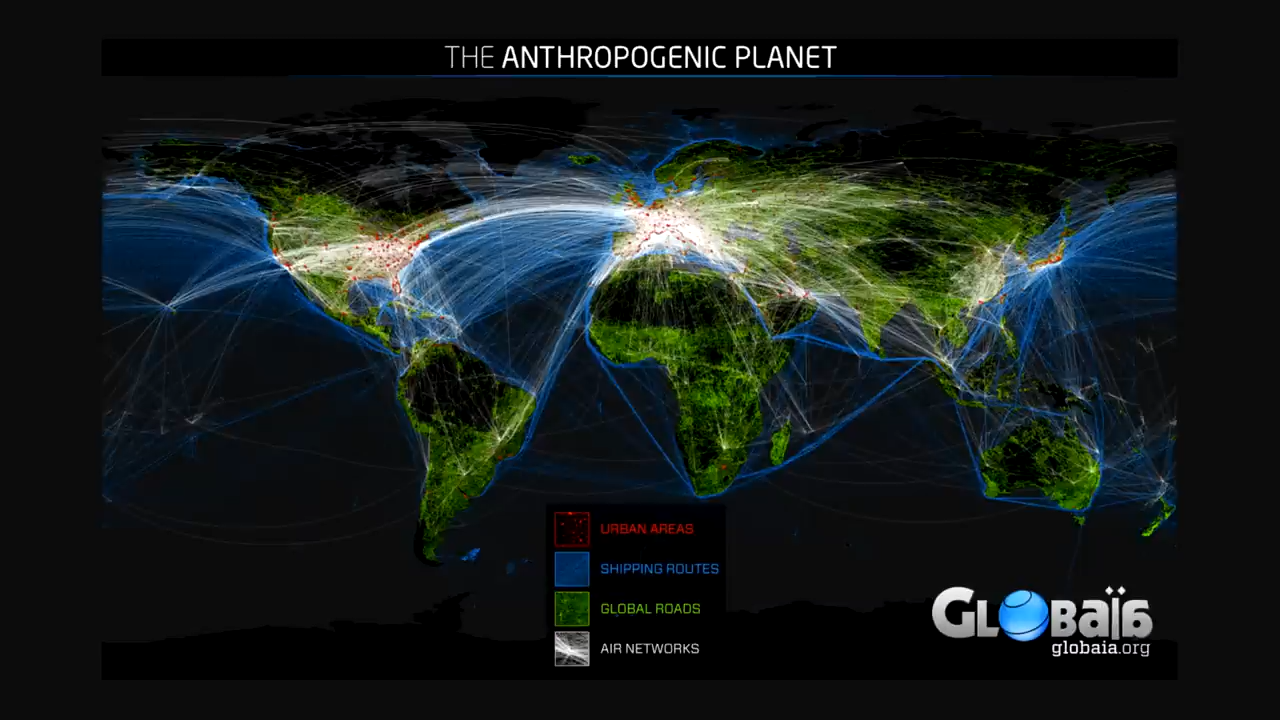 THE ANTHROPOGENIC PLANET
URBAN AREAS
SHIPPING ROUTES
GLOBAL ROADS
AIR NETWORKS
GLOBAÏA
globaia.org